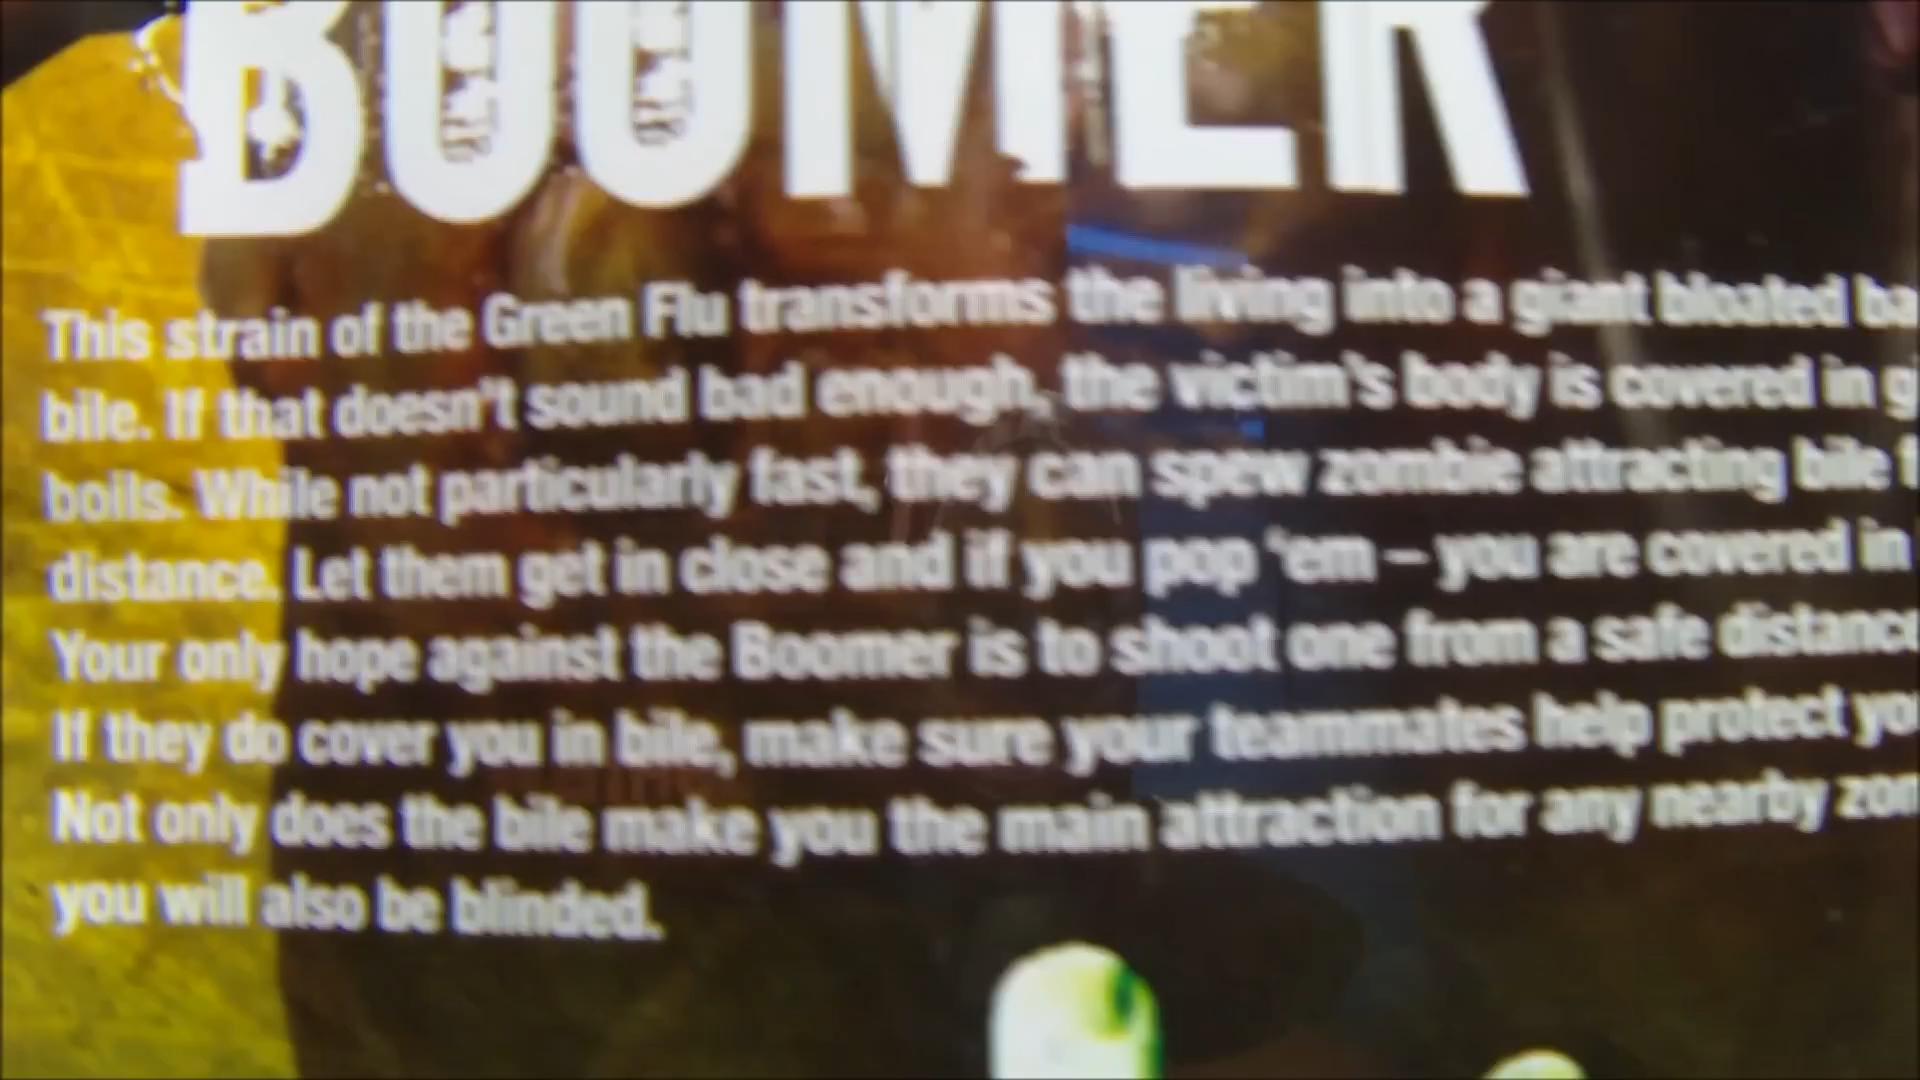 BOOMER
This strain of the Green Flu transforms the living into a giant bloated
bile. If that doesn't sound bad enough, the victim's body is covered in
boils. While not particularly fast, they can spew zombie attracting bile
distance. Let them get in close and if you pop 'em – you are covered in
Your only hope against the Boomer is to shoot one from a safe distance
If they do cover you in bile, make sure your teammates help protect
Not only does the bile make you the main attraction for any nearby
you will also be blinded.